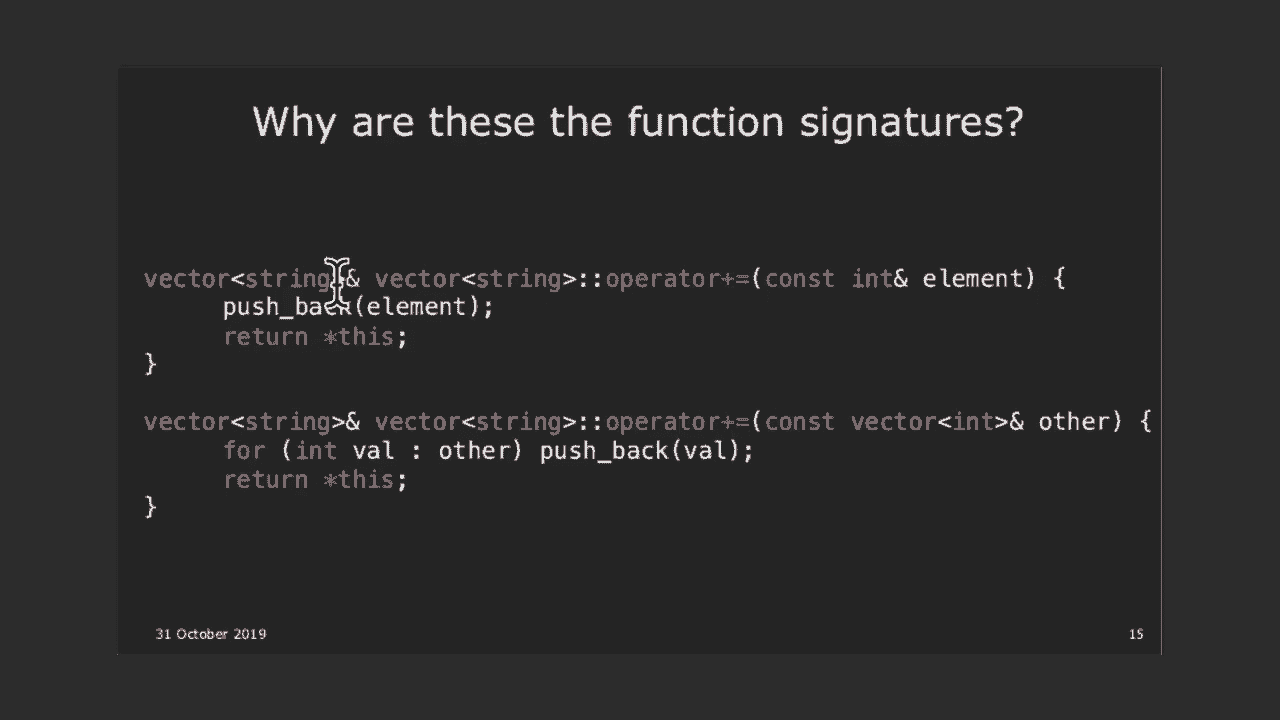 Why are these the function signatures?
vector<string>& vector<string>::operator+=(const int& element) {
push_back(element);
return *this;
}
vector<string>& vector<string>::operator+=(const vector<int>& other) {
for (int val : other) push_back(val);
return *this;
}
31 October 2019
15